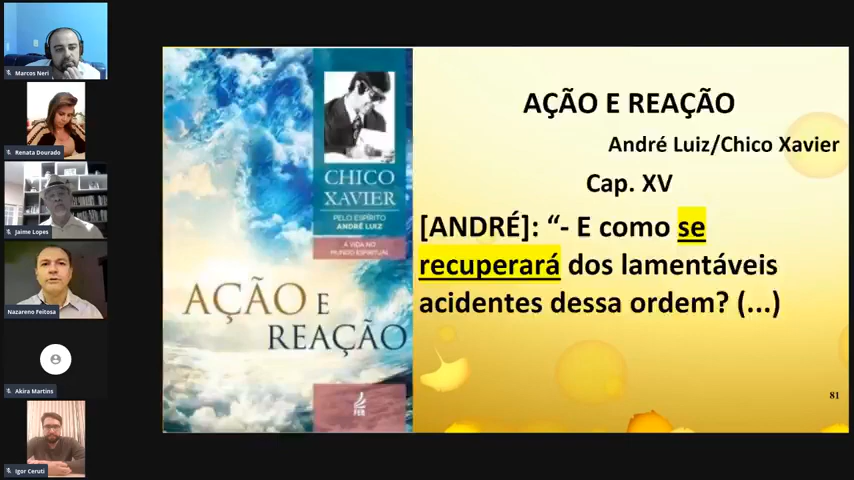 Marcos Neri
Renata Dourado
Jaime Lopes
Nazareno Feitosa
Akira Martins
Igor Ceruti
CHICO
XAVIER
PELO ESPÍRITO
ANDRÉ LUIZ
A VIDA NO
MUNDO ESPIRITUAL
AÇÃO E
REAÇÃO
FEB
AÇÃO E REAÇÃO
André Luiz/Chico Xavier
Cap. XV
[ANDRÉ]: “- E como se
recuperará dos lamentáveis
acidentes dessa ordem? (...)
81